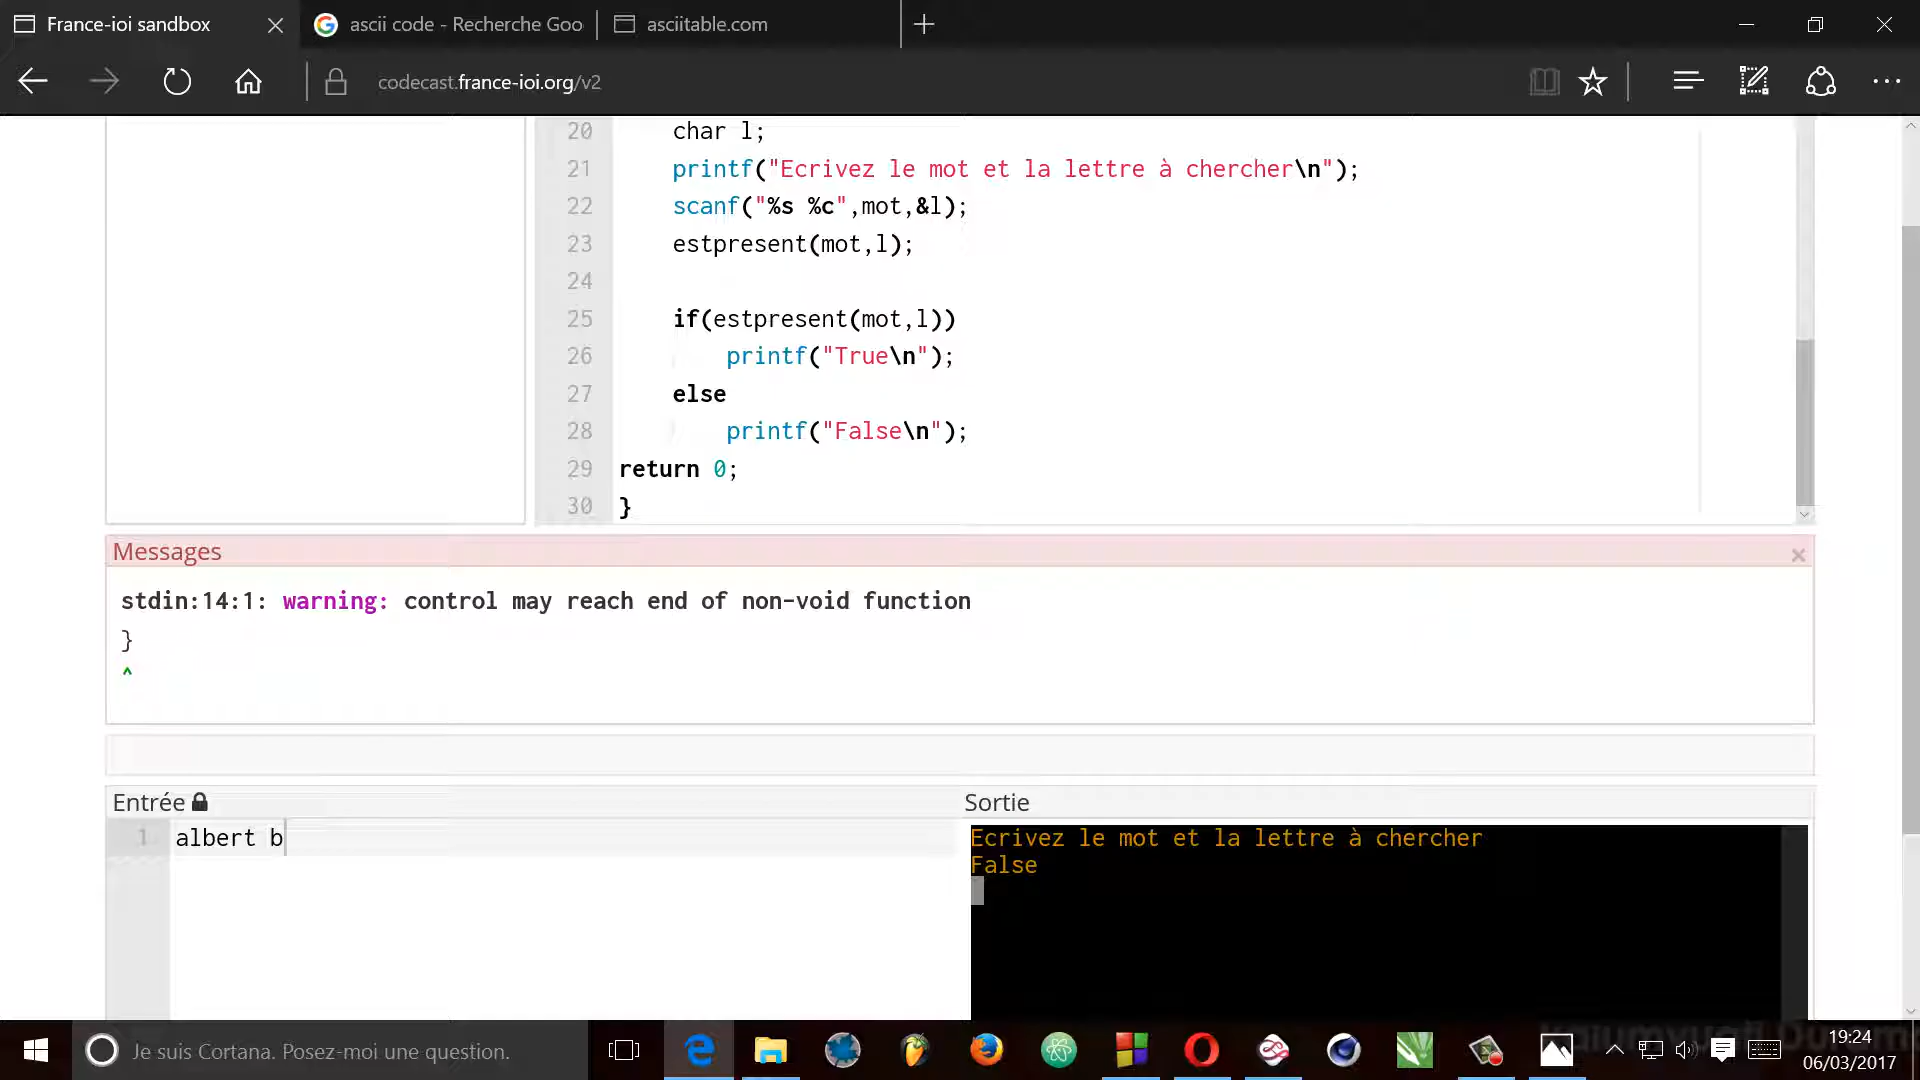 France-ioi sandbox
ascii code - Recherche Goo
asciitable.com
codecast.france-ioi.org/v2
20 char l;
21 printf("Ecrivez le mot et la lettre à chercher\n");
22 scanf("%s %c",mot,&l);
23 estpresent(mot,l);
24
25 if(estpresent(mot,l))
26 printf("True\n");
27 else
28 printf("False\n");
29 return 0;
30 }
Messages
stdin:14:1: warning: control may reach end of non-void function
}
^
Entrée
1 albert b
Sortie
Ecrivez le mot et la lettre à chercher
False
Je suis Cortana. Posez-moi une question.
19:24
06/03/2017